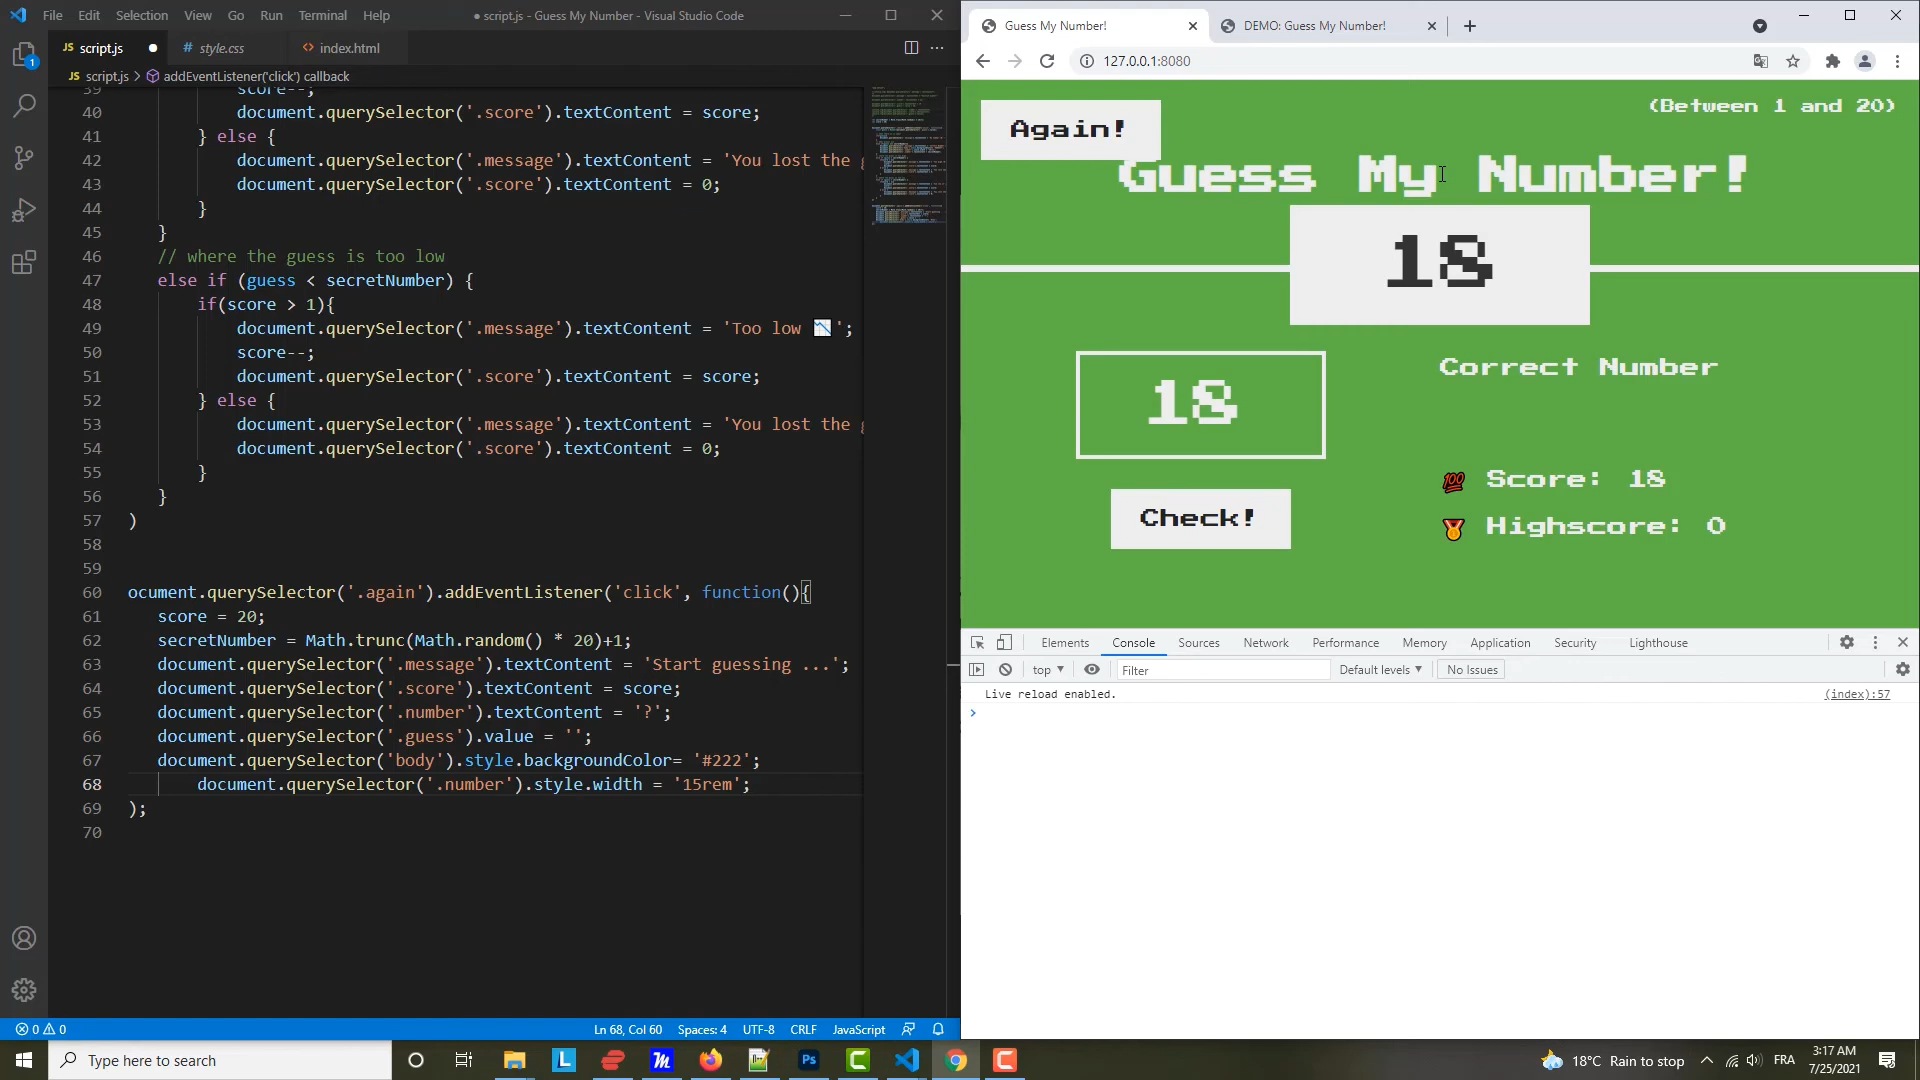 File Edit Selection View Go Run Terminal Help
● script.js - Guess My Number - Visual Studio Code
JS script.js ●
# style.css
<> index.html
JS script.js > addEventListener('click') callback
39 score--;
40 document.querySelector('.score').textContent = score;
41 } else {
42 document.querySelector('.message').textContent = 'You lost the g
43 document.querySelector('.score').textContent = 0;
44 }
45 }
46 // where the guess is too low
47 else if (guess < secretNumber) {
48 if(score > 1){
49 document.querySelector('.message').textContent = 'Too low 📉';
50 score--;
51 document.querySelector('.score').textContent = score;
52 } else {
53 document.querySelector('.message').textContent = 'You lost the g
54 document.querySelector('.score').textContent = 0;
55 }
56 }
57 )
58
59
60 ocument.querySelector('.again').addEventListener('click', function(){
61 score = 20;
62 secretNumber = Math.trunc(Math.random() * 20)+1;
63 document.querySelector('.message').textContent = 'Start guessing ...';
64 document.querySelector('.score').textContent = score;
65 document.querySelector('.number').textContent = '?';
66 document.querySelector('.guess').value = '';
67 document.querySelector('body').style.backgroundColor= '#222';
68 document.querySelector('.number').style.width = '15rem';
69 );
70
1
0 0 Ln 68, Col 60 Spaces: 4 UTF-8 CRLF JavaScript
Guess My Number!
DEMO: Guess My Number!
127.0.0.1:8080
Again!
(Between 1 and 20)
Guess My Number!
18
18
Correct Number
💯 Score: 18
🥇 Highscore: 0
Check!
Elements Console Sources Network Performance Memory Application Security Lighthouse
top ▼ Filter Default levels ▼ No Issues
Live reload enabled. (index):57
>
Type here to search
18°C Rain to stop
FRA
3:17 AM
7/25/2021